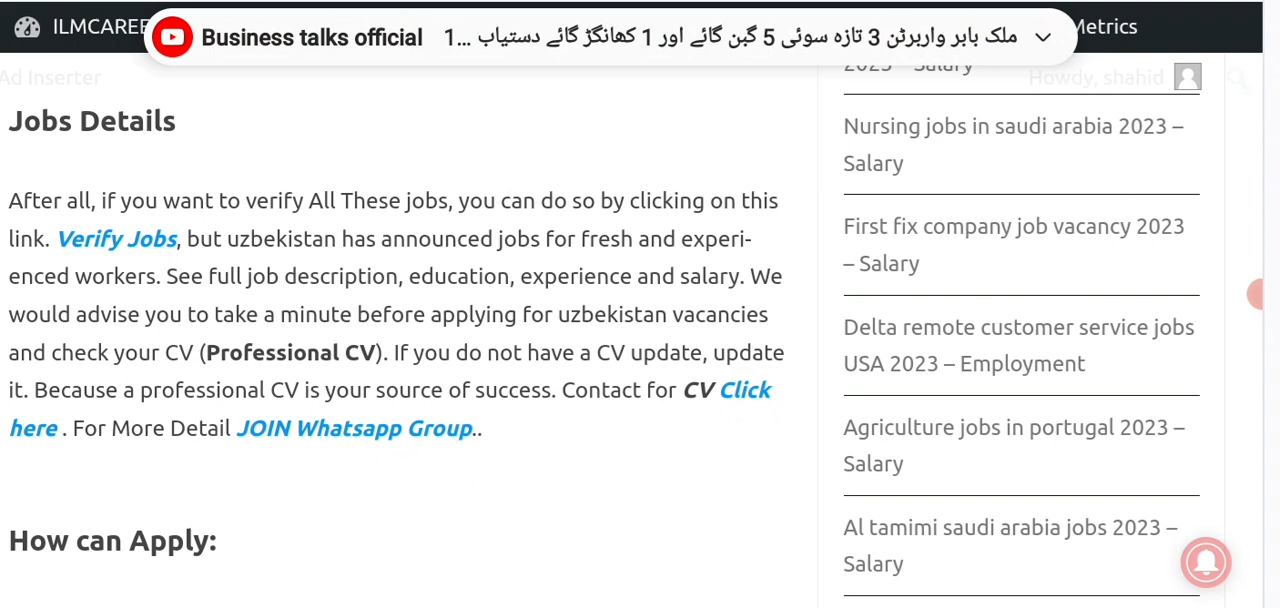 ILMCAREE
Business talks official
ملک بابر واربرٹن 3 تازہ سوئی 5 گبن گائے اور 1 کھانگڑ گائے دستیاب ...1
Metrics
Ad Inserter
Howdy, shahid
2023 – Salary
Jobs Details
After all, if you want to verify All These jobs, you can do so by clicking on this
link. Verify Jobs, but uzbekistan has announced jobs for fresh and experi-
enced workers. See full job description, education, experience and salary. We
would advise you to take a minute before applying for uzbekistan vacancies
and check your CV (Professional CV). If you do not have a CV update, update
it. Because a professional CV is your source of success. Contact for CV Click
here . For More Detail JOIN Whatsapp Group..
How can Apply:
Nursing jobs in saudi arabia 2023 –
Salary
First fix company job vacancy 2023
– Salary
Delta remote customer service jobs
USA 2023 – Employment
Agriculture jobs in portugal 2023 –
Salary
Al tamimi saudi arabia jobs 2023 –
Salary